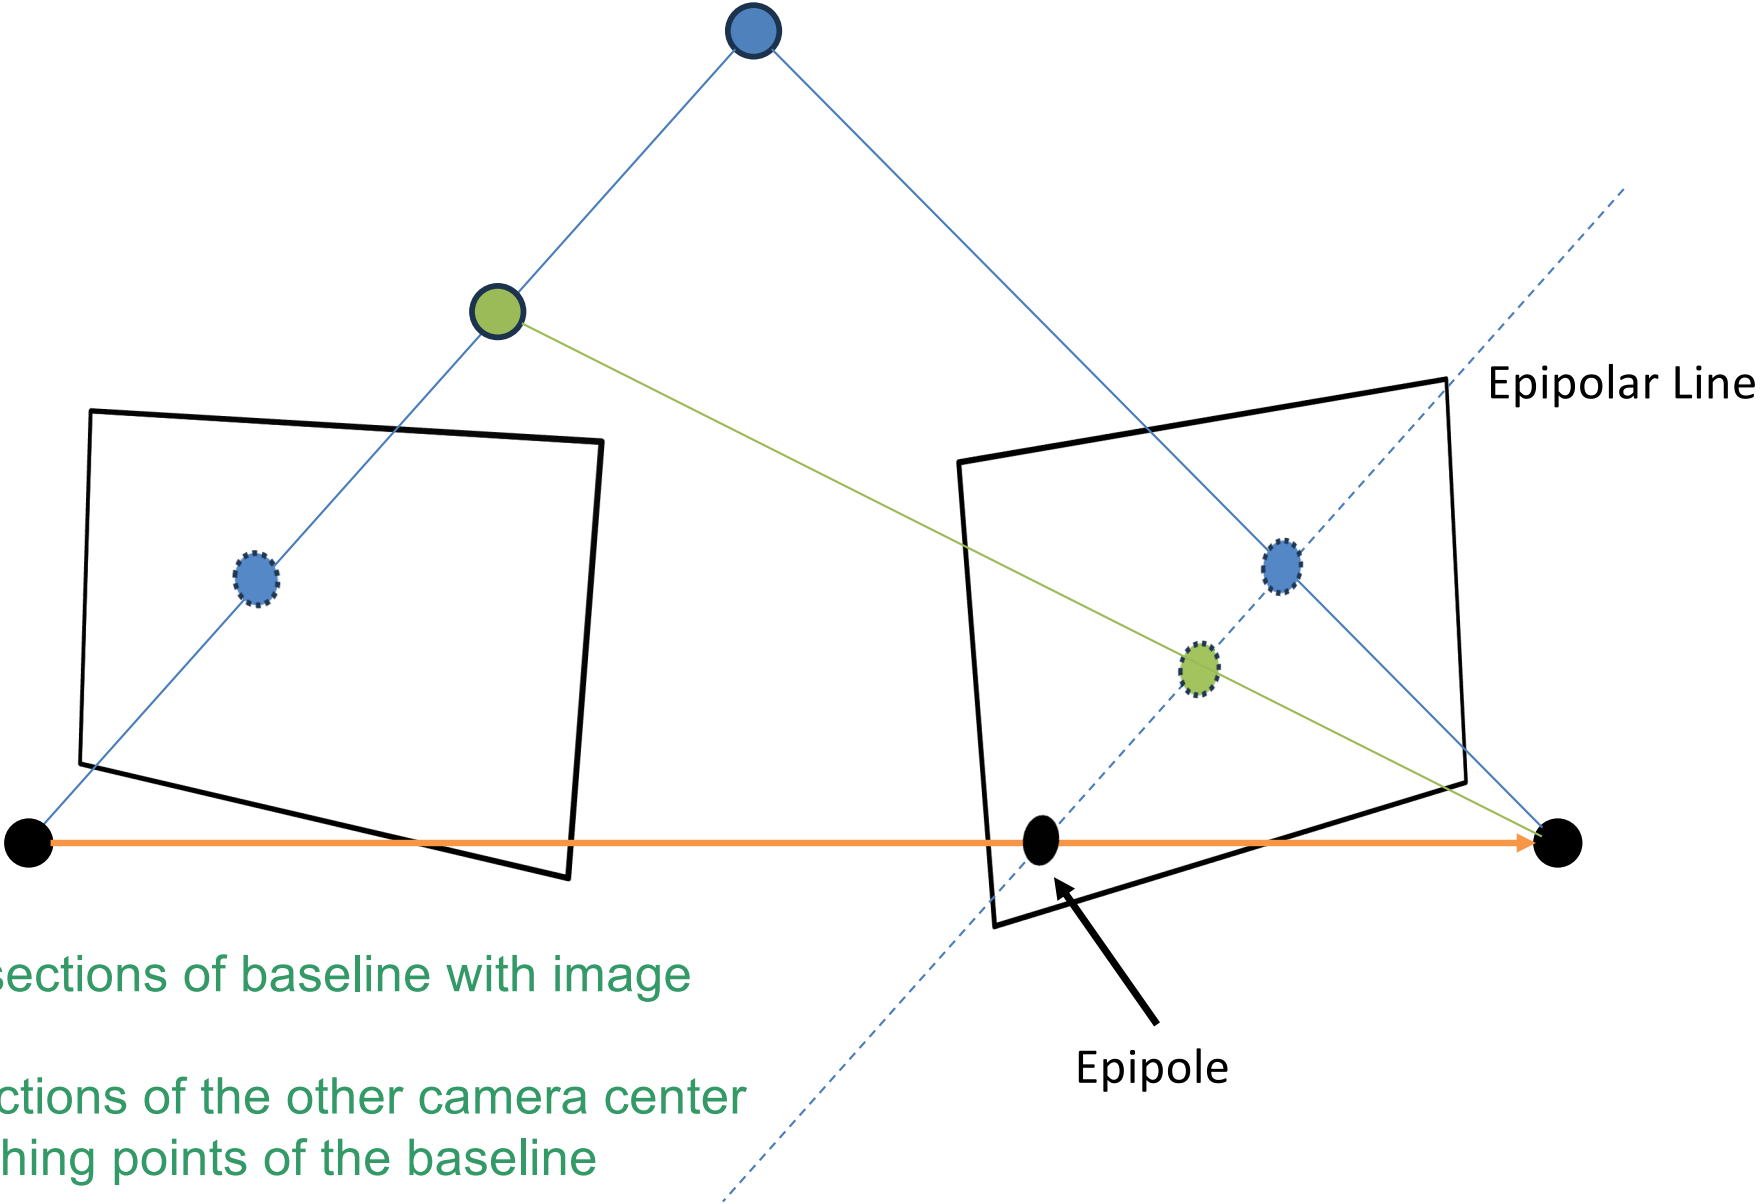 Epipolar Line
sections of baseline with image
Epipole
ctions of the other camera center
hing points of the baseline